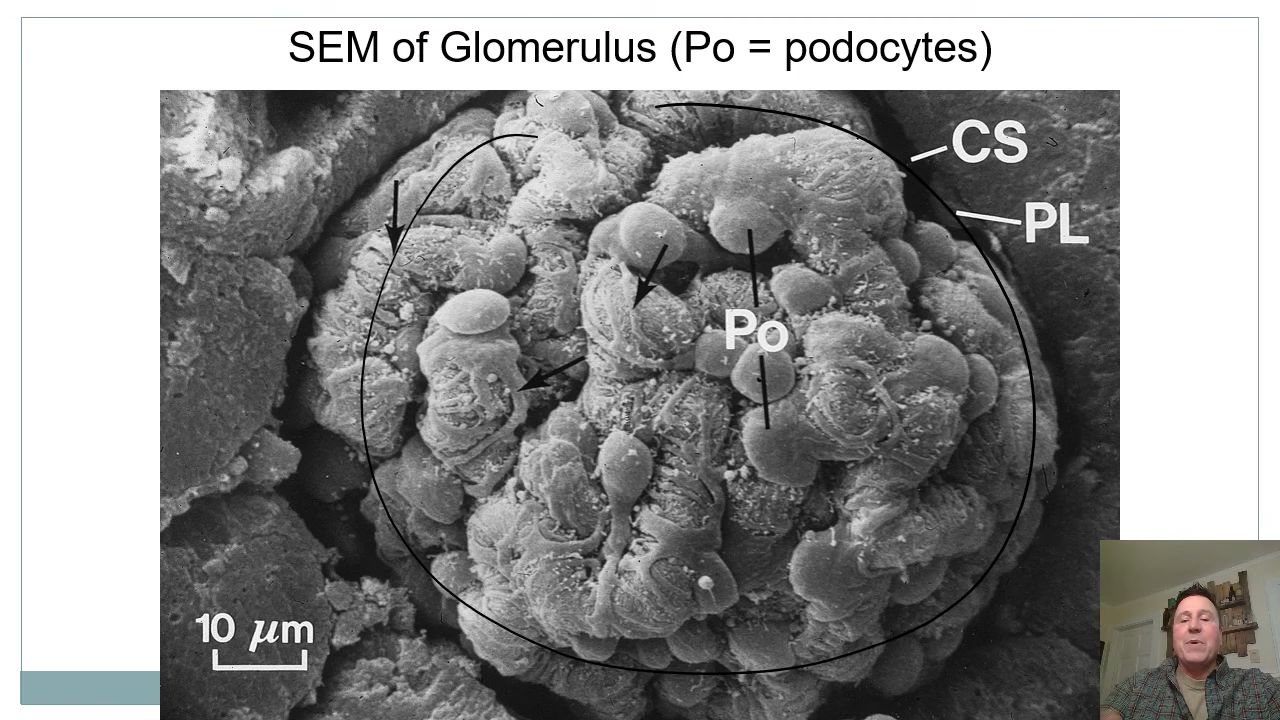 SEM of Glomerulus (Po = podocytes)
CS
PL
Po
10 μm